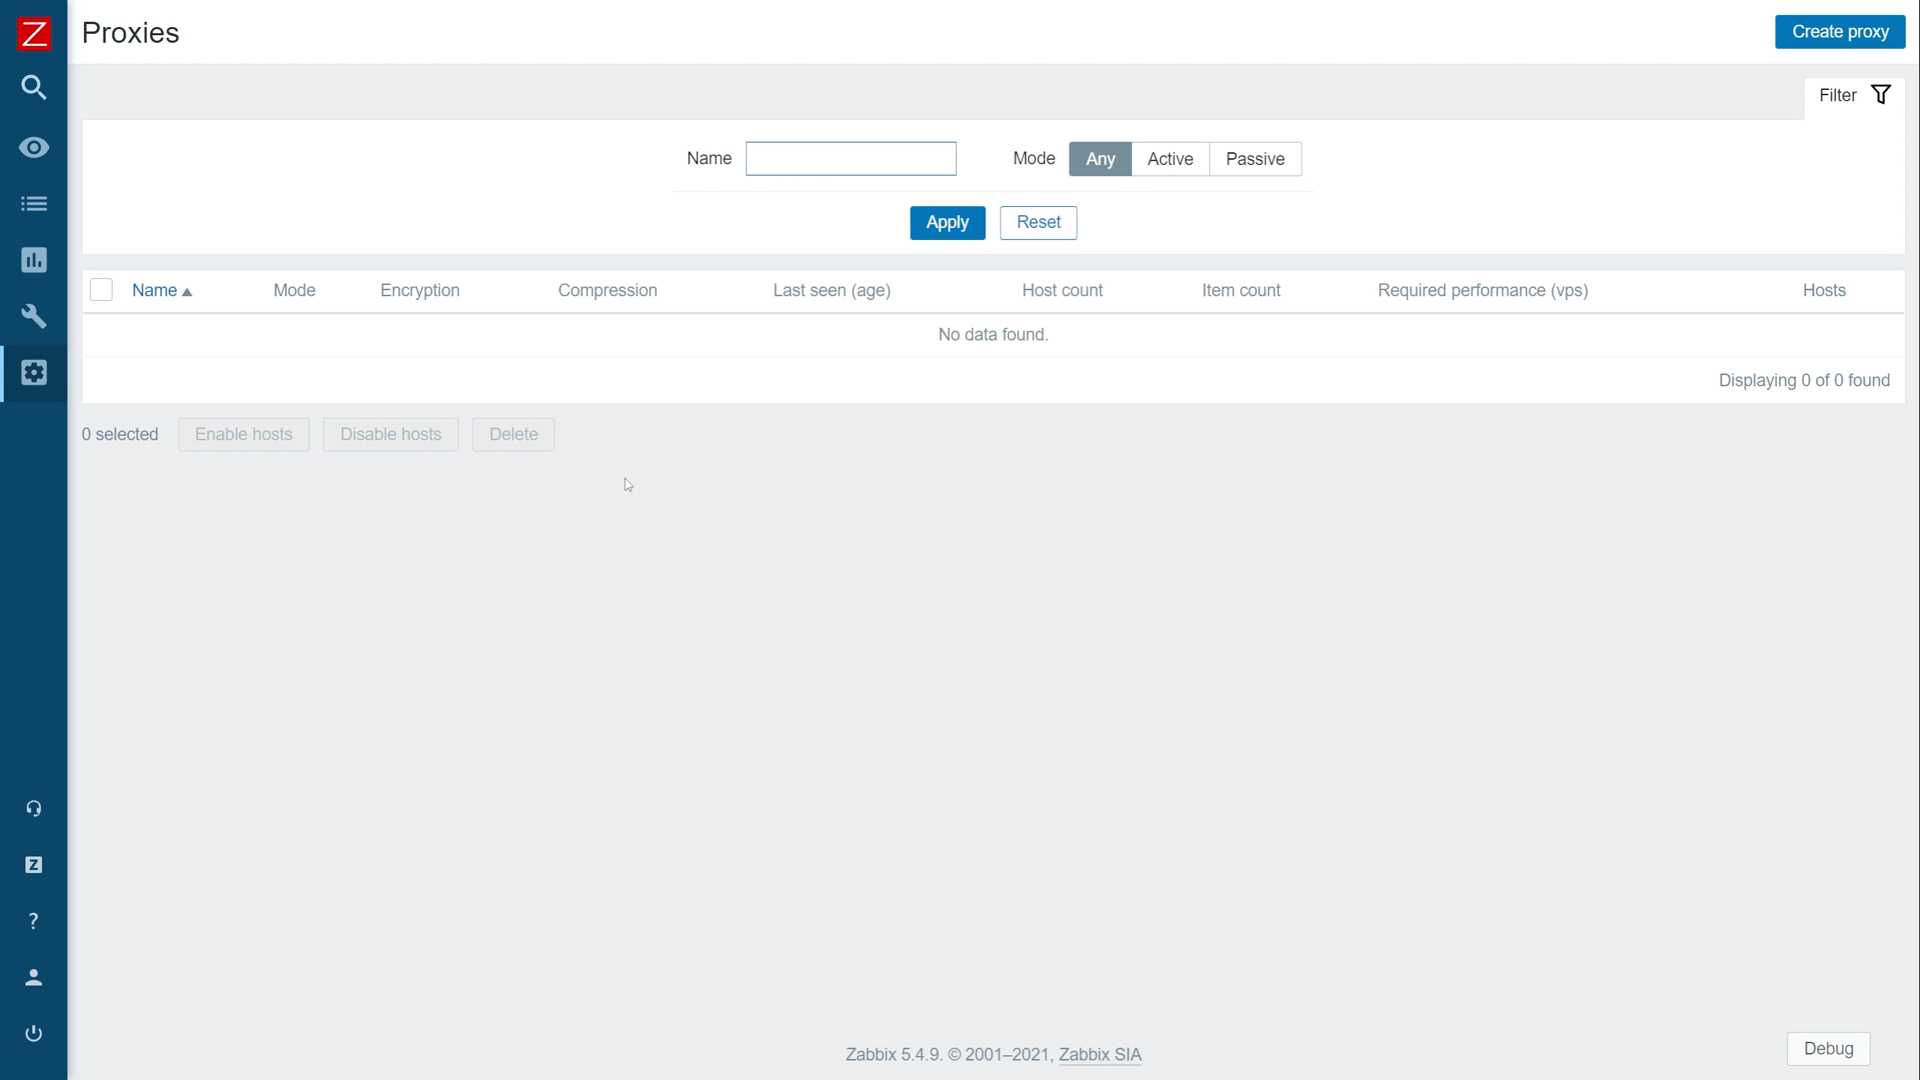 Z
Proxies
Create proxy
Filter
Name
Mode Any Active Passive
Apply Reset
Name Mode Encryption Compression Last seen (age) Host count Item count Required performance (vps) Hosts
No data found.
Displaying 0 of 0 found
0 selected Enable hosts Disable hosts Delete
Z
?
Zabbix 5.4.9. © 2001–2021, Zabbix SIA
Debug